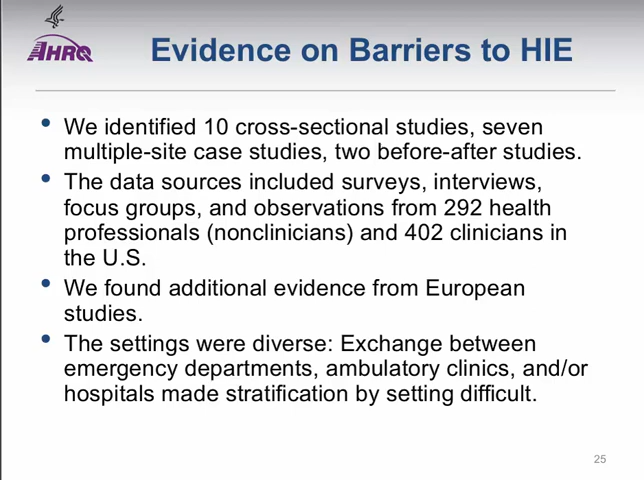 AHRQ
Evidence on Barriers to HIE
• We identified 10 cross-sectional studies, seven
multiple-site case studies, two before-after studies.
• The data sources included surveys, interviews,
focus groups, and observations from 292 health
professionals (nonclinicians) and 402 clinicians in
the U.S.
• We found additional evidence from European
studies.
• The settings were diverse: Exchange between
emergency departments, ambulatory clinics, and/or
hospitals made stratification by setting difficult.
25